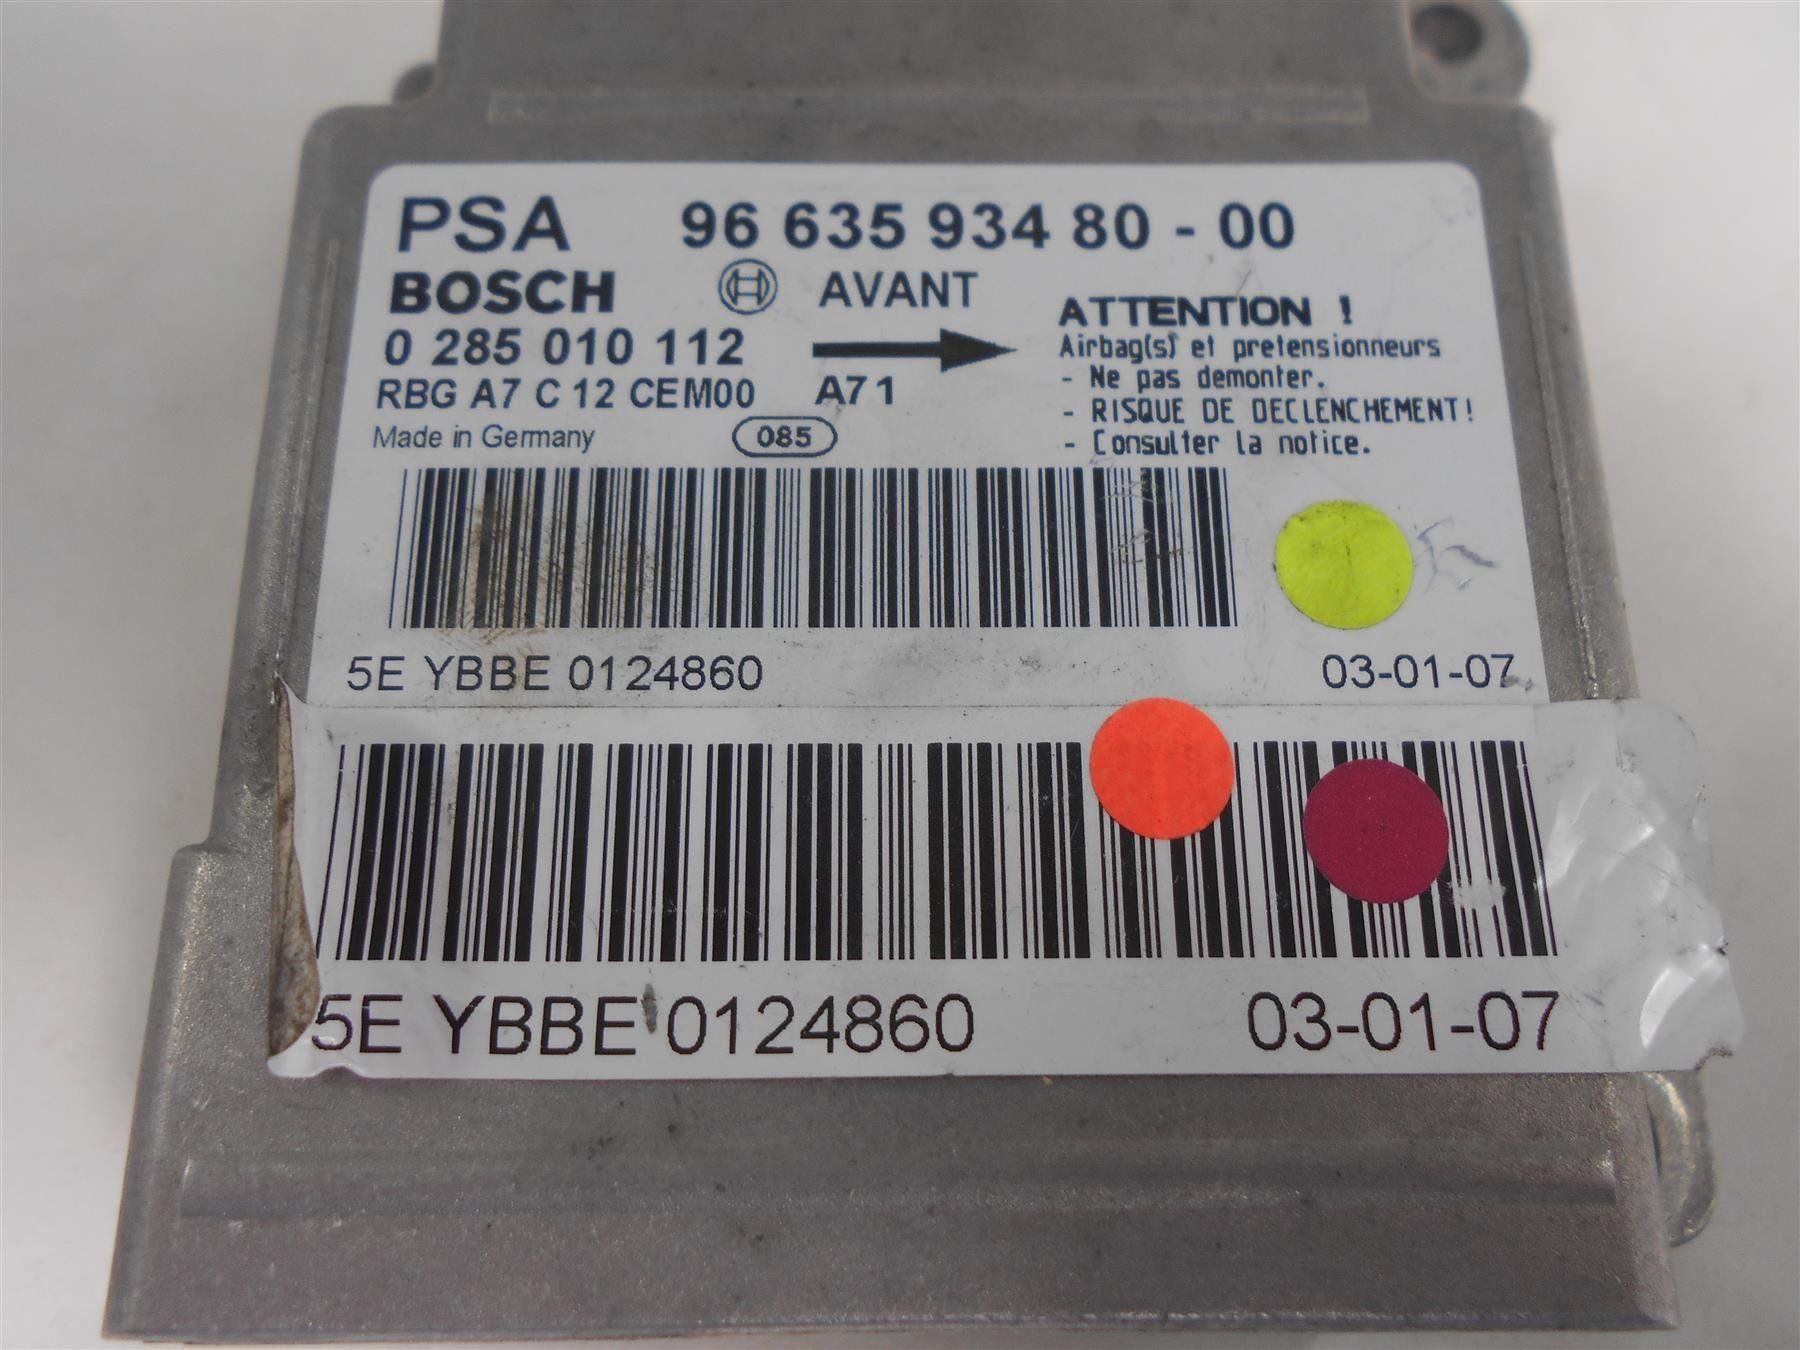 PSA 96 635 934 80 - 00
BOSCH AVANT
0 285 010 112
RBG A7 C 12 CEM00 A71
Made in Germany 085
ATTENTION !
Airbag(s) et pretensionneurs
- Ne pas demonter.
- RISQUE DE DECLENCHEMENT!
- Consulter la notice.
5E YBBE 0124860 03-01-07
5E YBBE 0124860 03-01-07